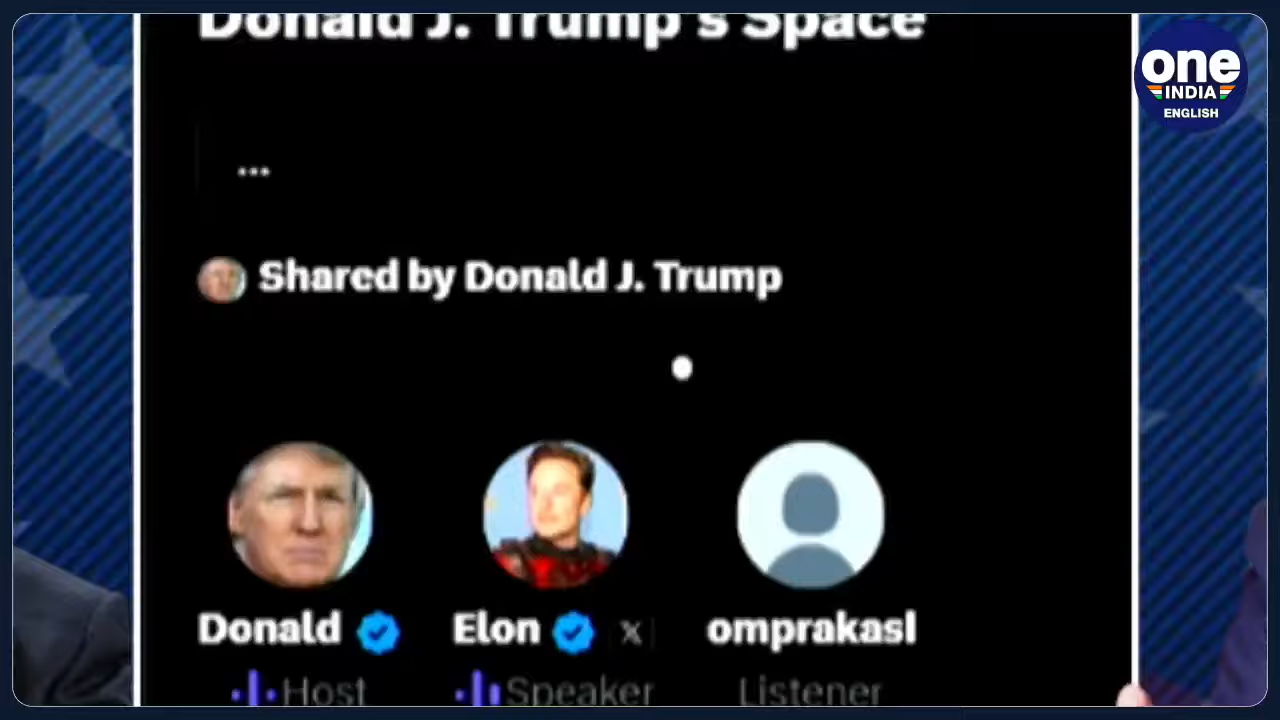 Donald J. Trump's Space
one
INDIA
ENGLISH
...
Shared by Donald J. Trump
Donald
Elon
X
omprakasl
Host
Speaker
Listener